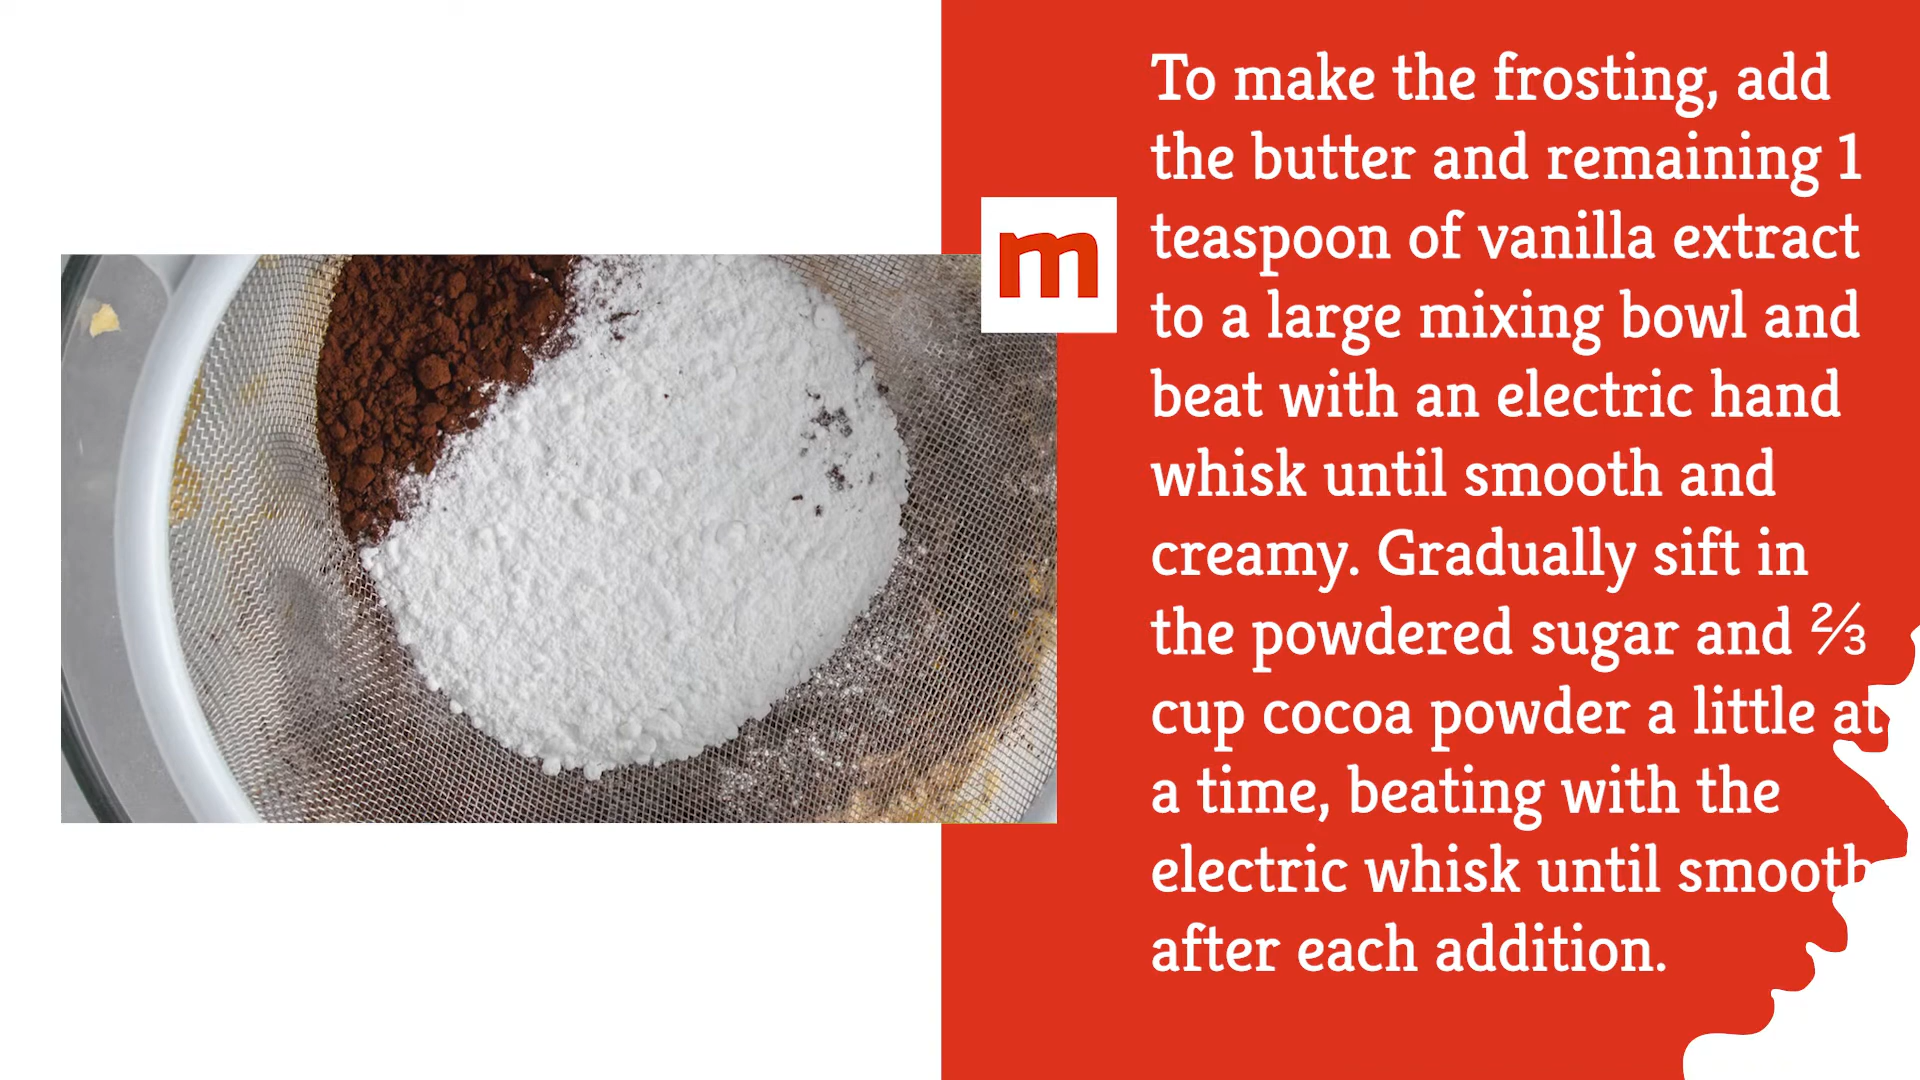 m
To make the frosting, add
the butter and remaining 1
teaspoon of vanilla extract
to a large mixing bowl and
beat with an electric hand
whisk until smooth and
creamy. Gradually sift in
the powdered sugar and ⅔
cup cocoa powder a little at
a time, beating with the
electric whisk until smooth
after each addition.